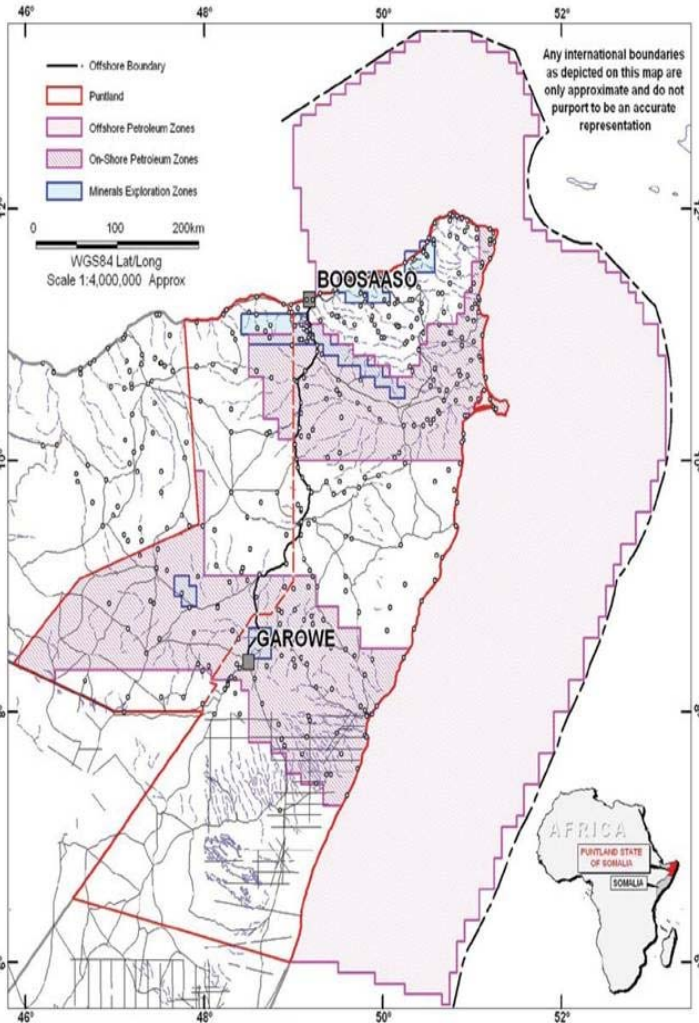 46°
48°
50°
52°
Offshore Boundary
Puntland
Offshore Petroleum Zones
On-Shore Petroleum Zones
Minerals Exploration Zones
0 100 200km
WGS84 Lat/Long
Scale 1:4,000,000 Approx
Any international boundaries
as depicted on this map are
only approximate and do not
purport to be an accurate
representation
BOOSAASO
GAROWE
AFRICA
PUNTLAND STATE
OF SOMALIA
SOMALIA
46°
48°
50°
52°